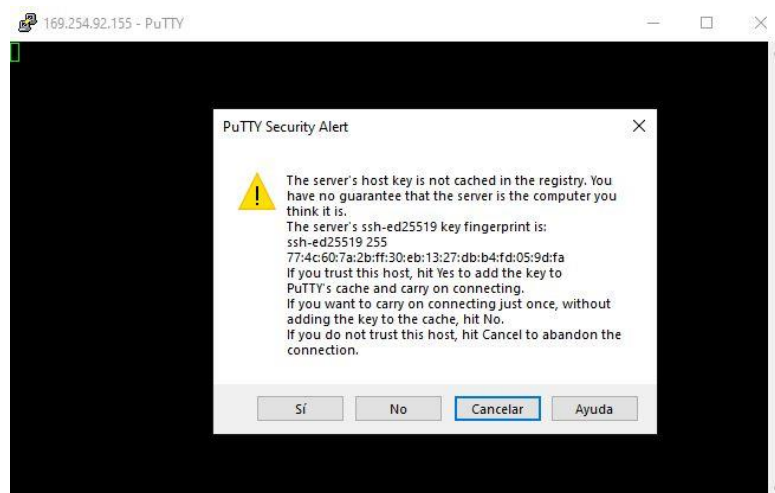 169.254.92.155 - PuTTY
PuTTY Security Alert
The server's host key is not cached in the registry. You
have no guarantee that the server is the computer you
think it is.
The server's ssh-ed25519 key fingerprint is:
ssh-ed25519 255
77:4c:60:7a:2b:ff:30:eb:13:27:db:b4:fd:05:9d:fa
If you trust this host, hit Yes to add the key to
PuTTY's cache and carry on connecting.
If you want to carry on connecting just once, without
adding the key to the cache, hit No.
If you do not trust this host, hit Cancel to abandon the
connection.
Sí No Cancelar Ayuda